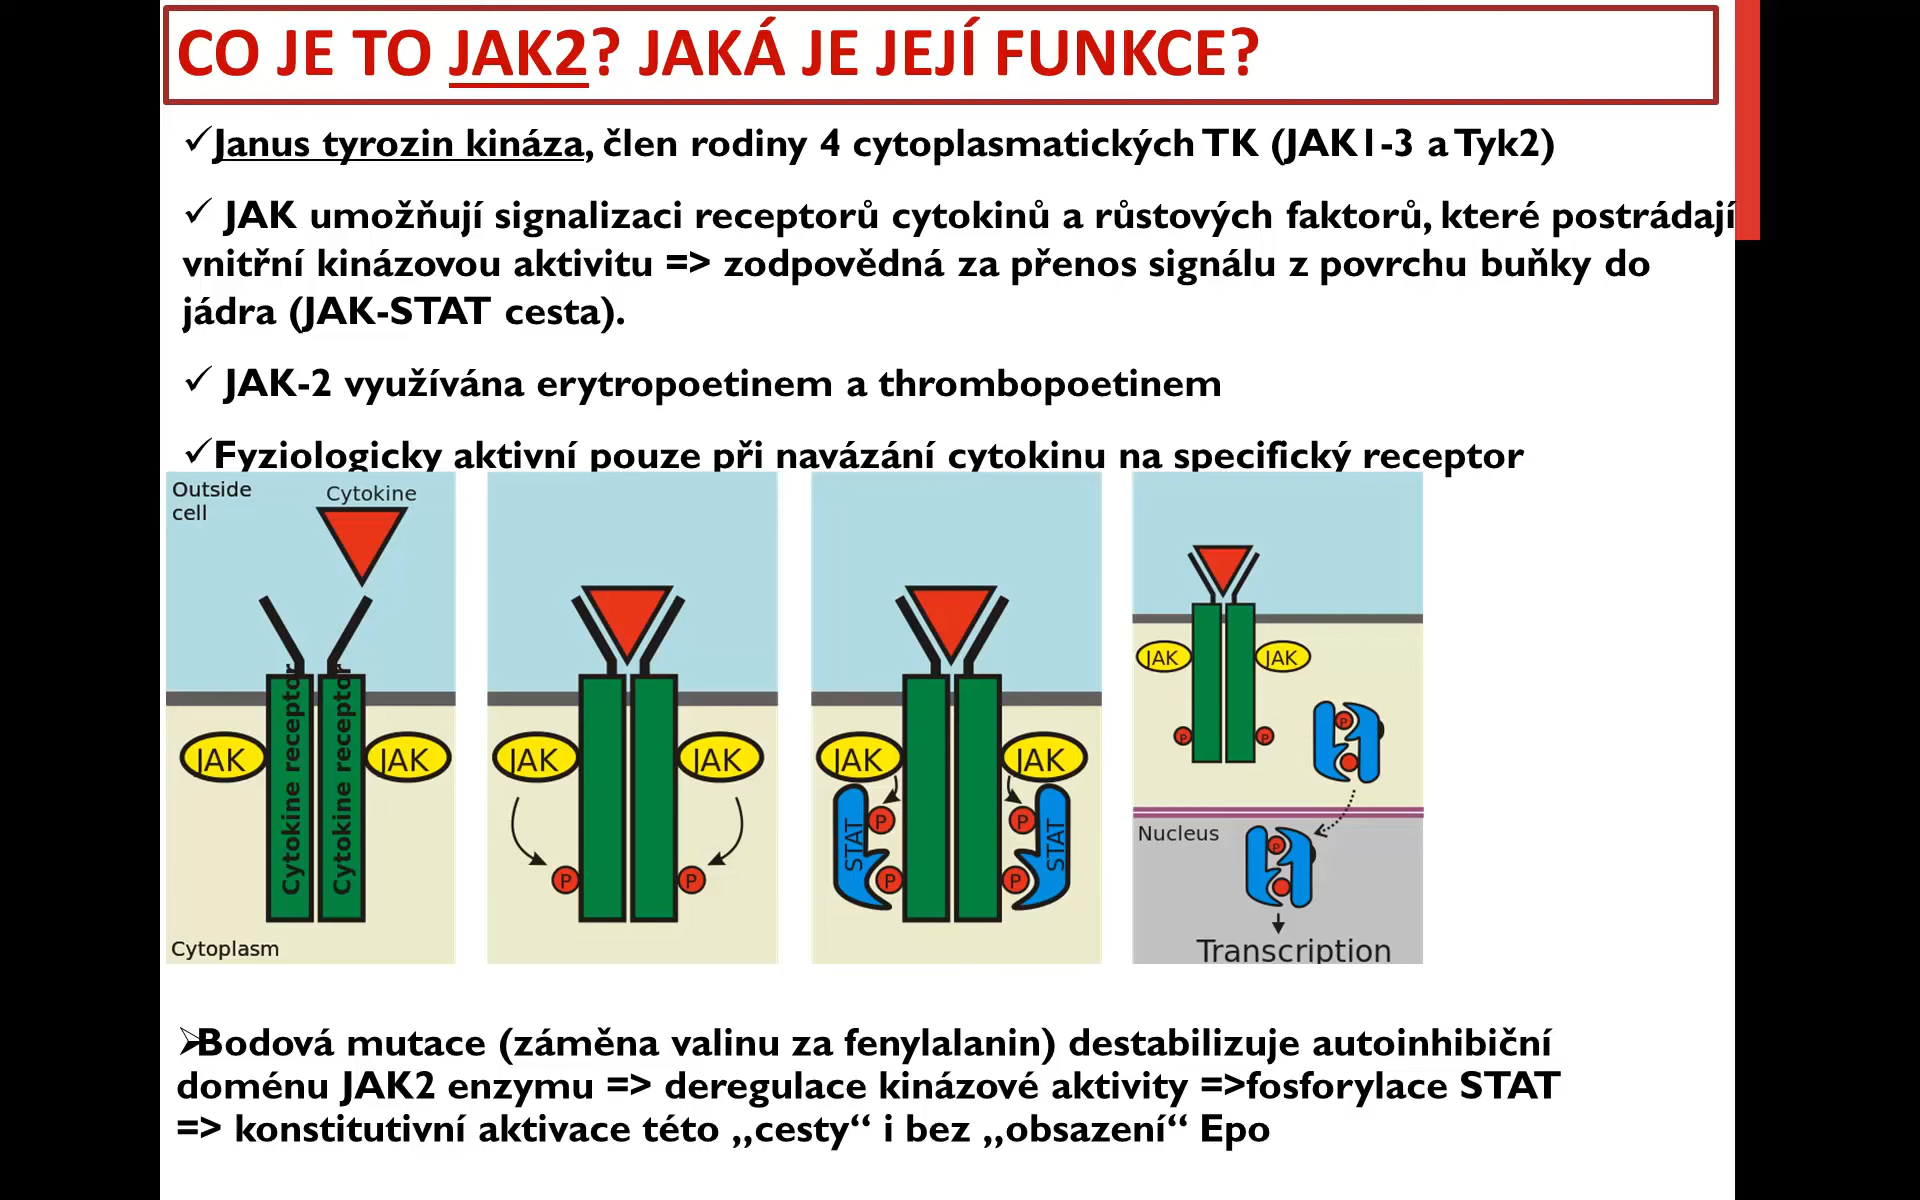 CO JE TO JAK2? JAKÁ JE JEJÍ FUNKCE?
✓Janus tyrozin kináza, člen rodiny 4 cytoplasmatických TK (JAK1-3 a Tyk2)
✓ JAK umožňují signalizaci receptorů cytokinů a růstových faktorů, které postrádají
vnitřní kinázovou aktivitu => zodpovědná za přenos signálu z povrchu buňky do
jádra (JAK-STAT cesta).
✓ JAK-2 využívána erytropoetinem a thrombopoetinem
✓Fyziologicky aktivní pouze při navázání cytokinu na specifický receptor
Outside
cell
Cytokine
JAK
Cytokine receptor
Cytokine receptor
JAK
Cytoplasm
JAK
JAK
P
P
JAK
JAK
STAT
P
P
STAT
P
P
JAK
JAK
P
P
P
Nucleus
P
Transcription
➢Bodová mutace (záměna valinu za fenylalanin) destabilizuje autoinhibiční
doménu JAK2 enzymu => deregulace kinázové aktivity =>fosforylace STAT
=> konstitutivní aktivace této „cesty“ i bez „obsazení“ Epo